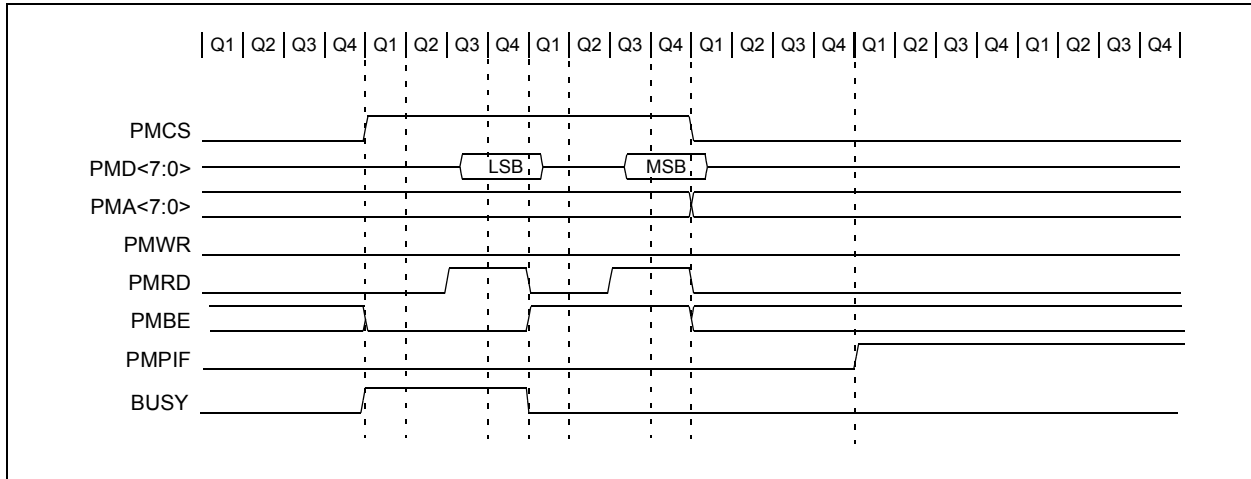 Q1 Q2 Q3 Q4 Q1 Q2 Q3 Q4 Q1 Q2 Q3 Q4 Q1 Q2 Q3 Q4 Q1 Q2 Q3 Q4 Q1 Q2 Q3 Q4
PMCS
PMD<7:0> LSB MSB
PMA<7:0>
PMWR
PMRD
PMBE
PMPIF
BUSY